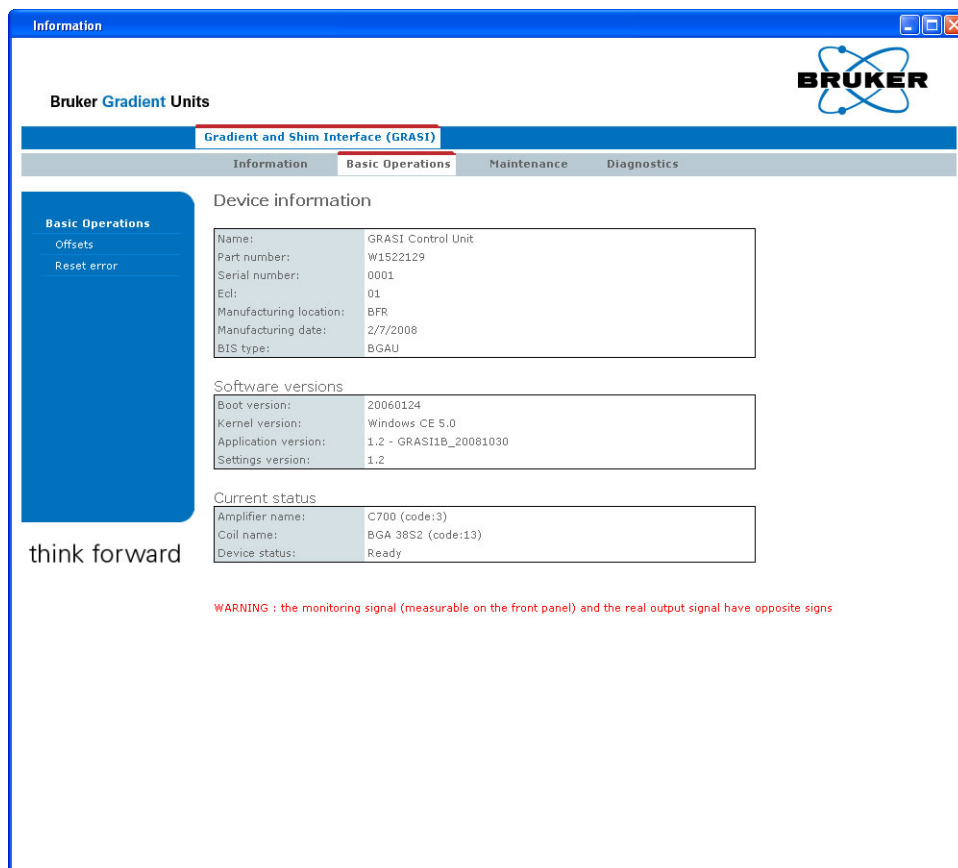 Information
BRUKER
Bruker Gradient Units
Gradient and Shim Interface (GRASI)
Information Basic Operations Maintenance Diagnostics
Basic Operations
Offsets
Reset error
think forward
Device information
Name: GRASI Control Unit
Part number: W1522129
Serial number: 0001
Ecl: 01
Manufacturing location: BFR
Manufacturing date: 2/7/2008
BIS type: BGAU
Software versions
Boot version: 20060124
Kernel version: Windows CE 5.0
Application version: 1.2 - GRASI1B_20081030
Settings version: 1.2
Current status
Amplifier name: C700 (code:3)
Coil name: BGA 38S2 (code:13)
Device status: Ready
WARNING : the monitoring signal (measurable on the front panel) and the real output signal have opposite signs